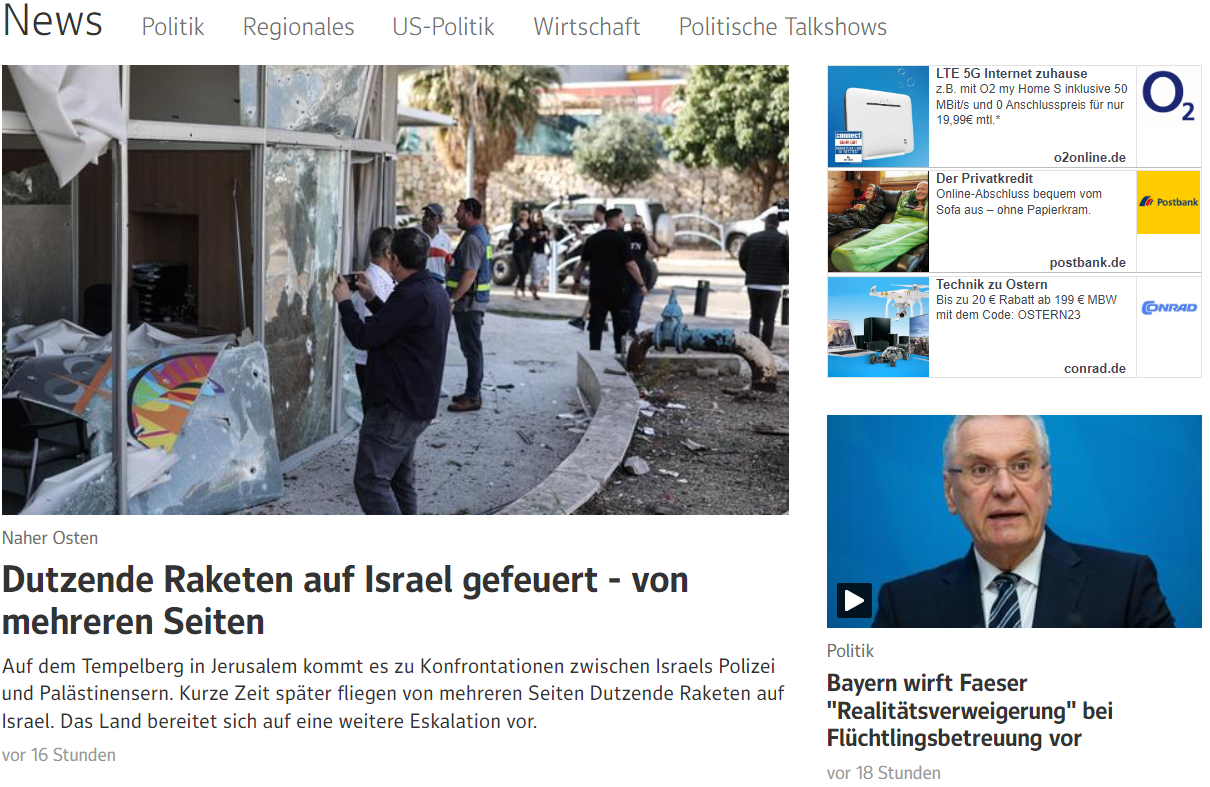 News
Politik
Regionales
US-Politik
Wirtschaft
Politische Talkshows
Naher Osten
Dutzende Raketen auf Israel gefeuert - von
mehreren Seiten
Auf dem Tempelberg in Jerusalem kommt es zu Konfrontationen zwischen Israels Polizei
und Palästinensern. Kurze Zeit später fliegen von mehreren Seiten Dutzende Raketen auf
Israel. Das Land bereitet sich auf eine weitere Eskalation vor.
vor 16 Stunden
LTE 5G Internet zuhause
z.B. mit O2 my Home S inklusive 50
MBit/s und 0 Anschlusspreis für nur
19,99€ mtl.*
o2online.de
connect
SEHR GUT
O2
Der Privatkredit
Online-Abschluss bequem vom
Sofa aus – ohne Papierkram.
postbank.de
Postbank
Technik zu Ostern
Bis zu 20 € Rabatt ab 199 € MBW
mit dem Code: OSTERN23
conrad.de
CONRAD
Politik
Bayern wirft Faeser
"Realitätsverweigerung" bei
Flüchtlingsbetreuung vor
vor 18 Stunden